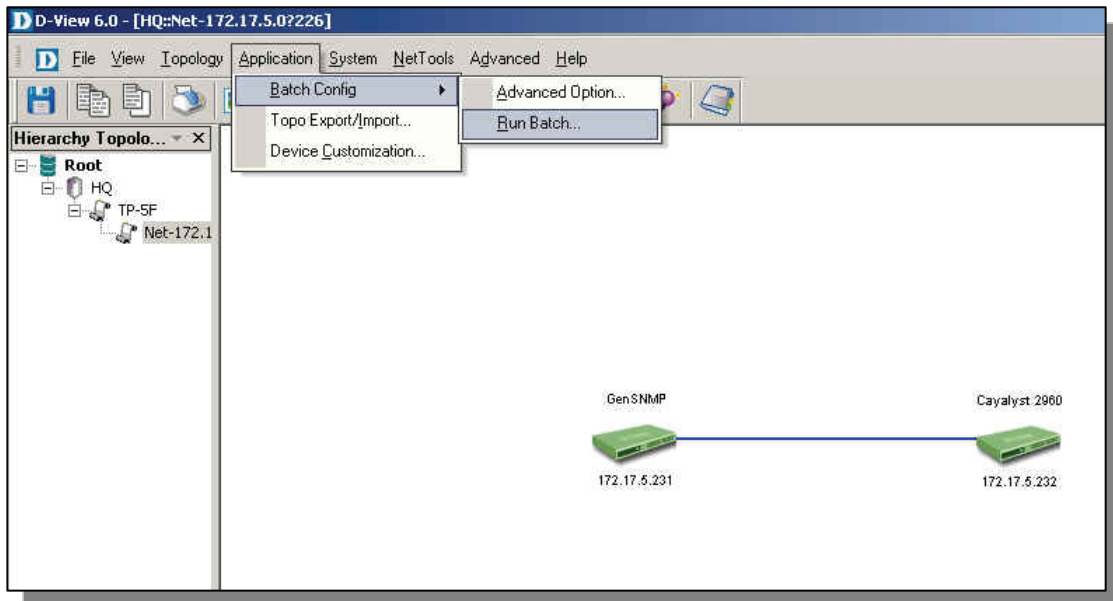 D-View 6.0 - [HQ::Net-172.17.5.0?226]
File View Topology Application System NetTools Advanced Help
Batch Config
Advanced Option...
Topo Export/Import...
Run Batch...
Device Customization...
Hierarchy Topolo...
Root
HQ
TP-5F
Net-172.1
GenSNMP
Cayalyst 2960
172.17.5.231
172.17.5.232